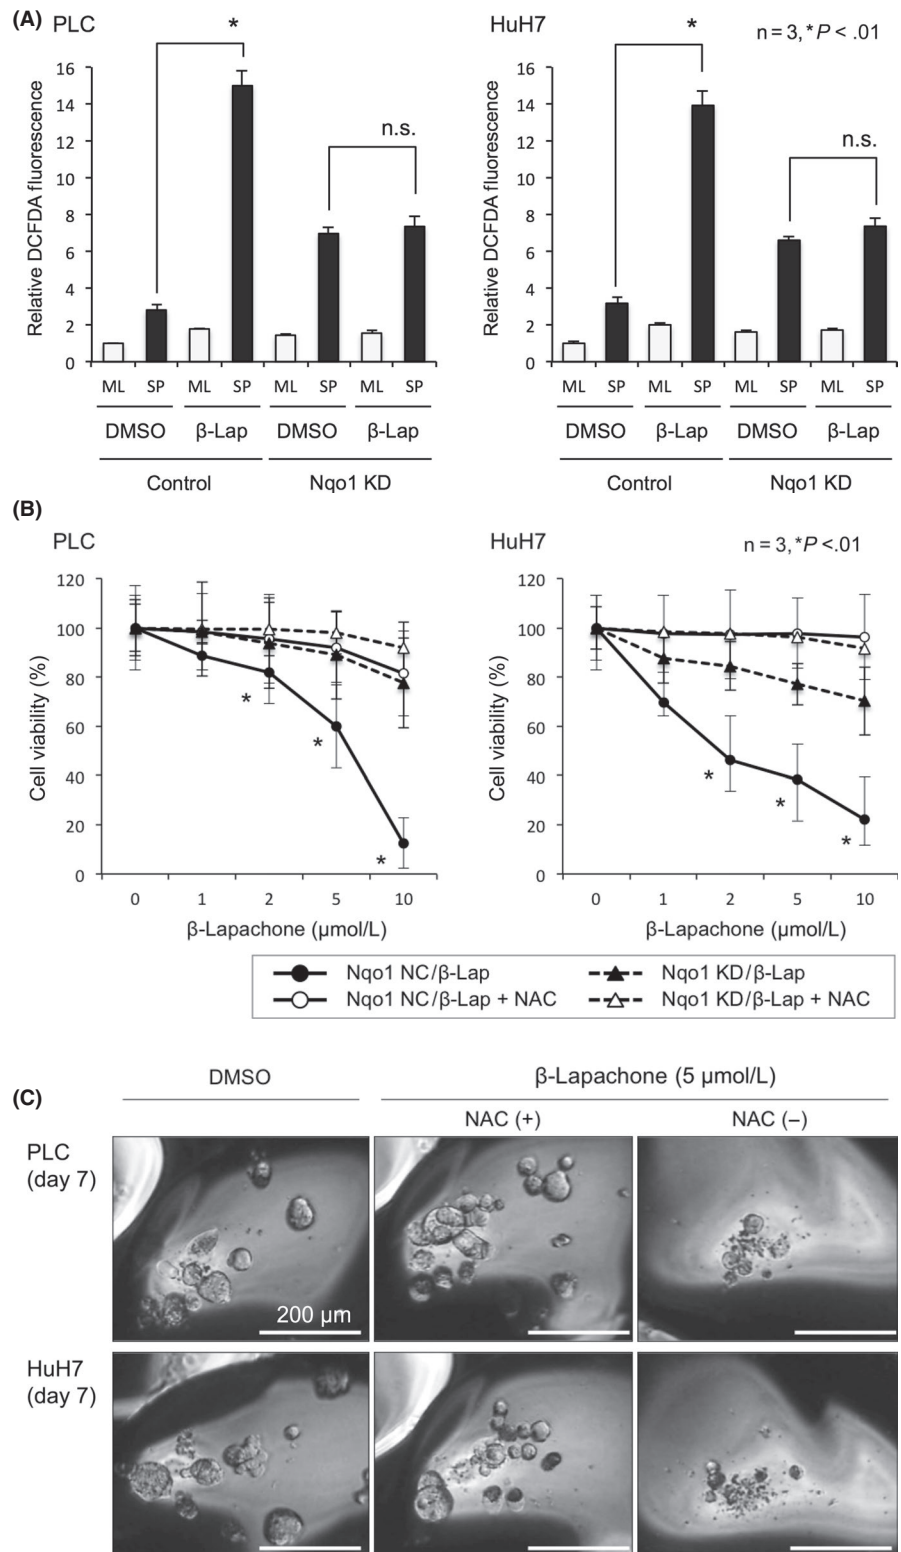 (A) PLC
HuH7
n = 3, *P < .01
*
n.s.
*
n.s.
Relative DCFDA fluorescence
16
14
12
10
8
6
4
2
0
ML SP ML SP ML SP ML SP
DMSO β-Lap DMSO β-Lap
Control Nqo1 KD
Relative DCFDA fluorescence
16
14
12
10
8
6
4
2
0
ML SP ML SP ML SP ML SP
DMSO β-Lap DMSO β-Lap
Control Nqo1 KD
(B)
PLC
HuH7
n = 3, *P <.01
Cell viability (%)
120
100
80
60
40
20
0
*
*
*
0 1 2 5 10
β-Lapachone (μmol/L)
Cell viability (%)
120
100
80
60
40
20
0
*
*
*
0 1 2 5 10
β-Lapachone (μmol/L)
Nqo1 NC/β-Lap Nqo1 KD/β-Lap
Nqo1 NC/β-Lap + NAC Nqo1 KD/β-Lap + NAC
(C)
DMSO
β-Lapachone (5 μmol/L)
NAC (+) NAC (–)
PLC
(day 7)
200 μm
HuH7
(day 7)